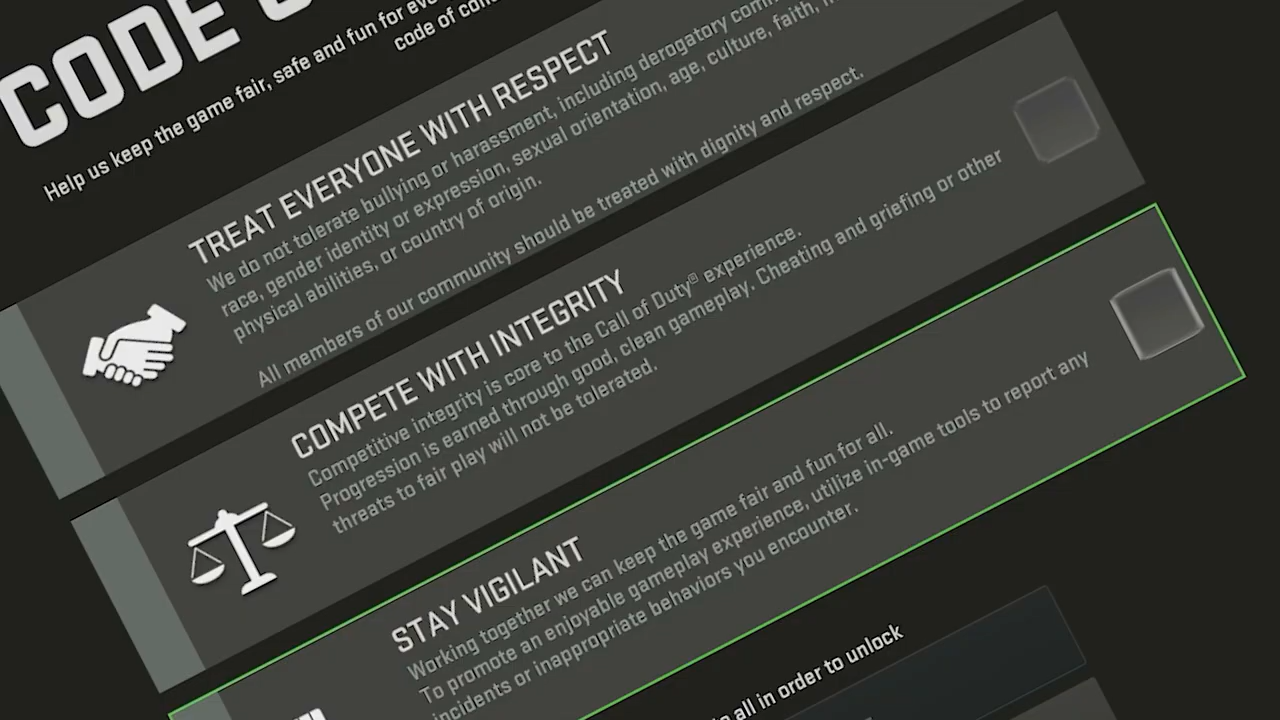 CODE
Help us keep the game fair, safe and fun for
code of
TREAT EVERYONE WITH RESPECT
We do not tolerate bullying or harassment, including derogatory
race, gender identity or expression, sexual orientation, age, culture, faith,
physical abilities, or country of origin.
All members of our community should be treated with dignity and respect.
COMPETE WITH INTEGRITY
Competitive integrity is core to the Call of Duty® experience.
Progression is earned through good, clean gameplay. Cheating and griefing or other
threats to fair play will not be tolerated.
STAY VIGILANT
Working together we can keep the game fair and fun for all.
To promote an enjoyable gameplay experience, utilize in-game tools to report any
incidents or inappropriate behaviors you encounter.
all in order to unlock